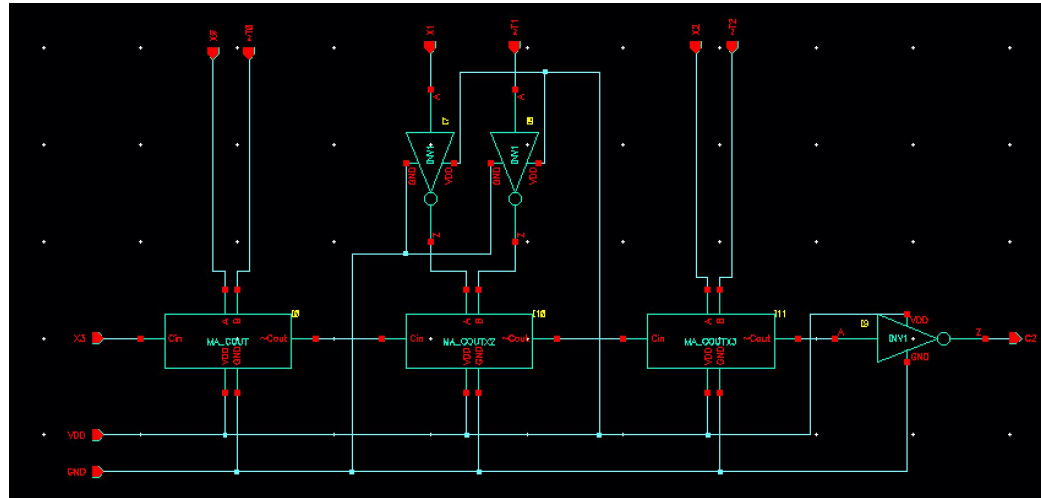 X0 ~T0 X1 ~T1 X2 ~T2
A A
I7 I8
INV1 INV1
GND VDD GND VDD
Z Z
A B A B A B
I10 I11 I9
X3 Cin MA_COUT ~Cout Cin MA_COUTX2 ~Cout Cin MA_COUTX3 ~Cout A INV1 Z C2
VDD GND VDD GND VDD GND VDD GND
VDD
GND